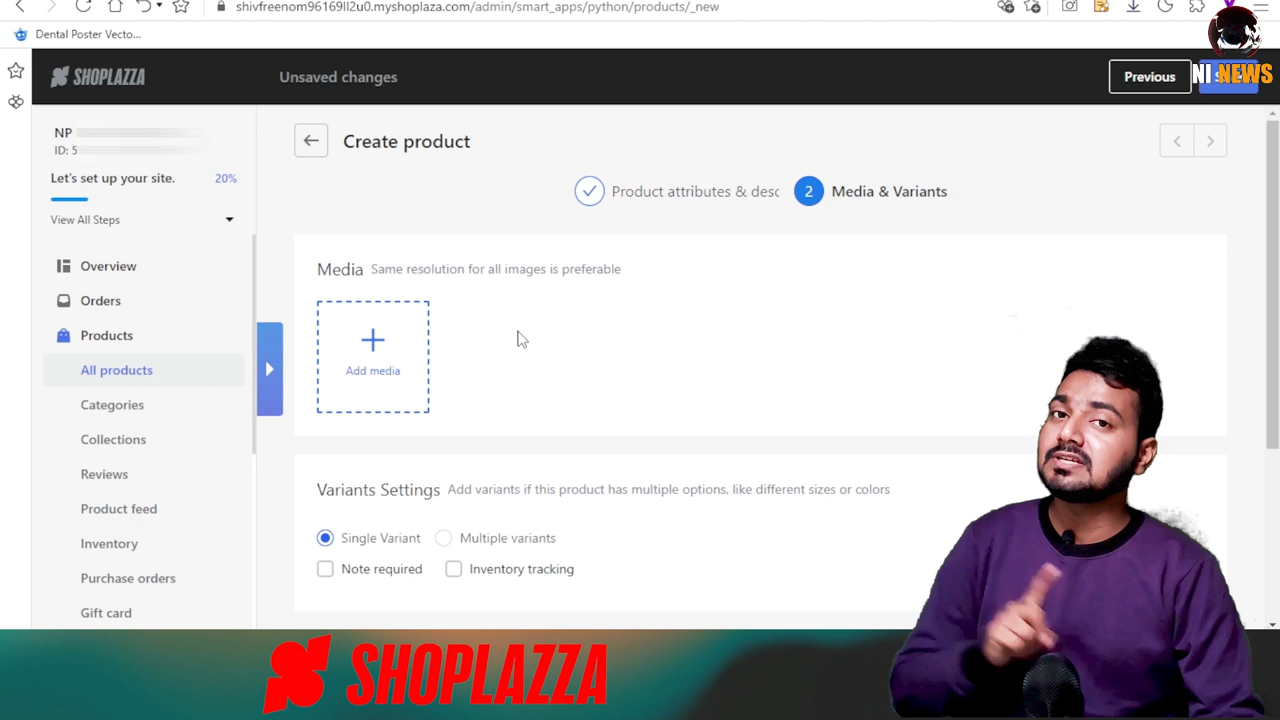 shivfreenom96169ll2u0.myshoplaza.com/admin/smart_apps/python/products/_new
Dental Poster Vecto...
SHOPLAZZA
Unsaved changes
Previous
NI NEWS
NP
ID: 5
Let's set up your site.
20%
View All Steps
Create product
Product attributes & desc
2
Media & Variants
Overview
Orders
Products
All products
Categories
Collections
Reviews
Product feed
Inventory
Purchase orders
Gift card
Media Same resolution for all images is preferable
Add media
Variants Settings Add variants if this product has multiple options, like different sizes or colors
Single Variant Multiple variants
Note required Inventory tracking
SHOPLAZZA